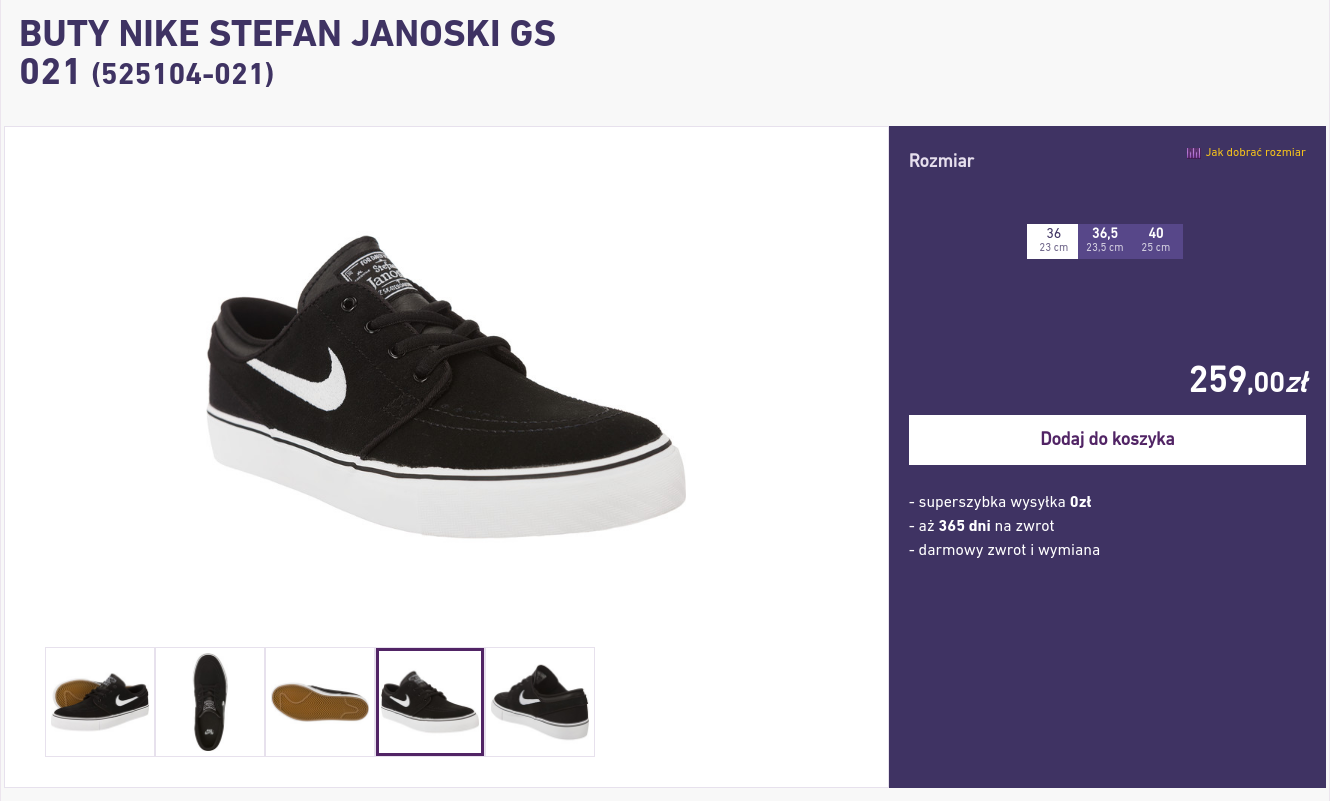 BUTY NIKE STEFAN JANOSKI GS
021 (525104-021)
Rozmiar
Jak dobrać rozmiar
36 36,5 40
23 cm 23,5 cm 25 cm
259,00zł
Dodaj do koszyka
- superszybka wysyłka 0zł
- aż 365 dni na zwrot
- darmowy zwrot i wymiana